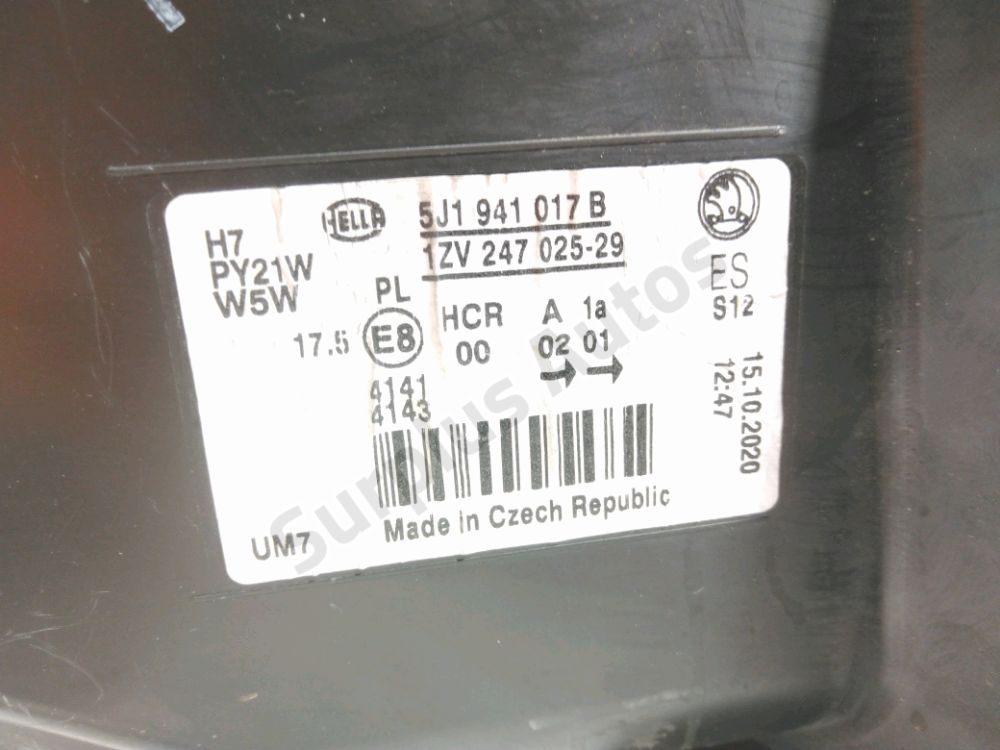 HELLA 5J1 941 017 B
1ZV 247 025-29
H7
PY21W
W5W
ES
S12
PL
17.5 E8 HCR A 1a
00 02 01
4141
4143
15.10.2020
12:47
Made in Czech Republic
UM7
Surplus Autos